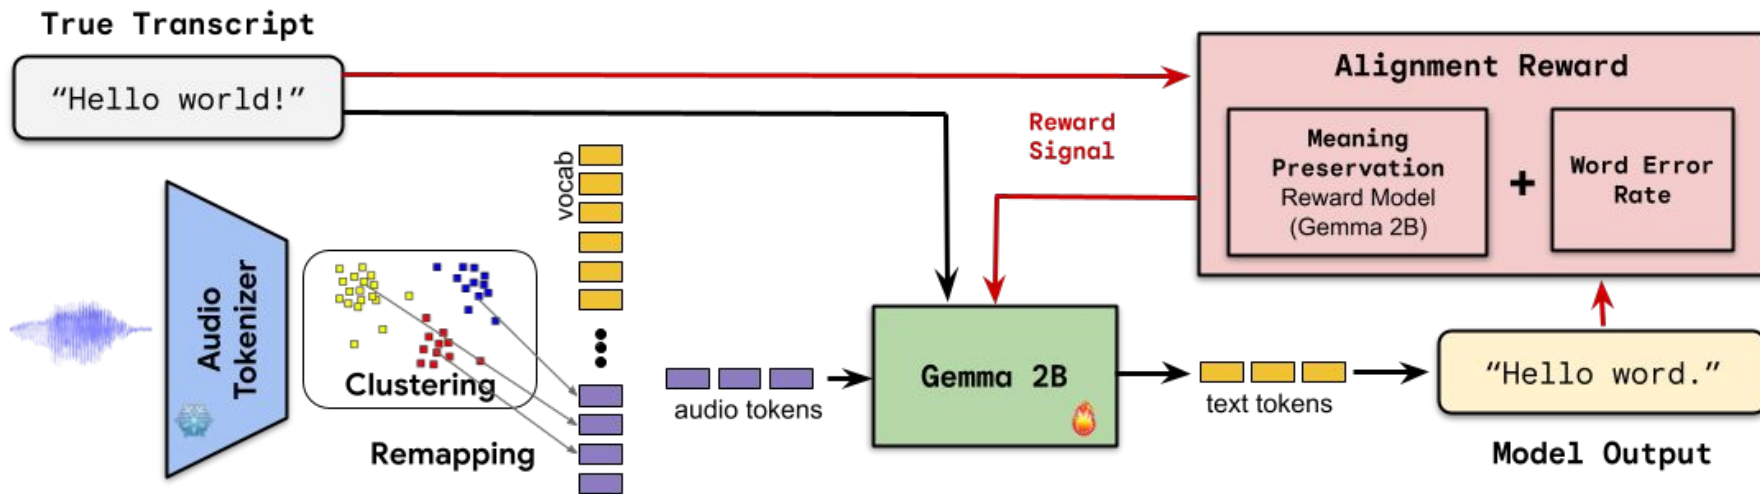 True Transcript
“Hello world!”
Audio
Tokenizer
Clustering
Remapping
vocab
audio tokens
Gemma 2B
Reward
Signal
text tokens
Alignment Reward
Meaning
Preservation
Reward Model
(Gemma 2B)
+
Word Error
Rate
“Hello word.”
Model Output